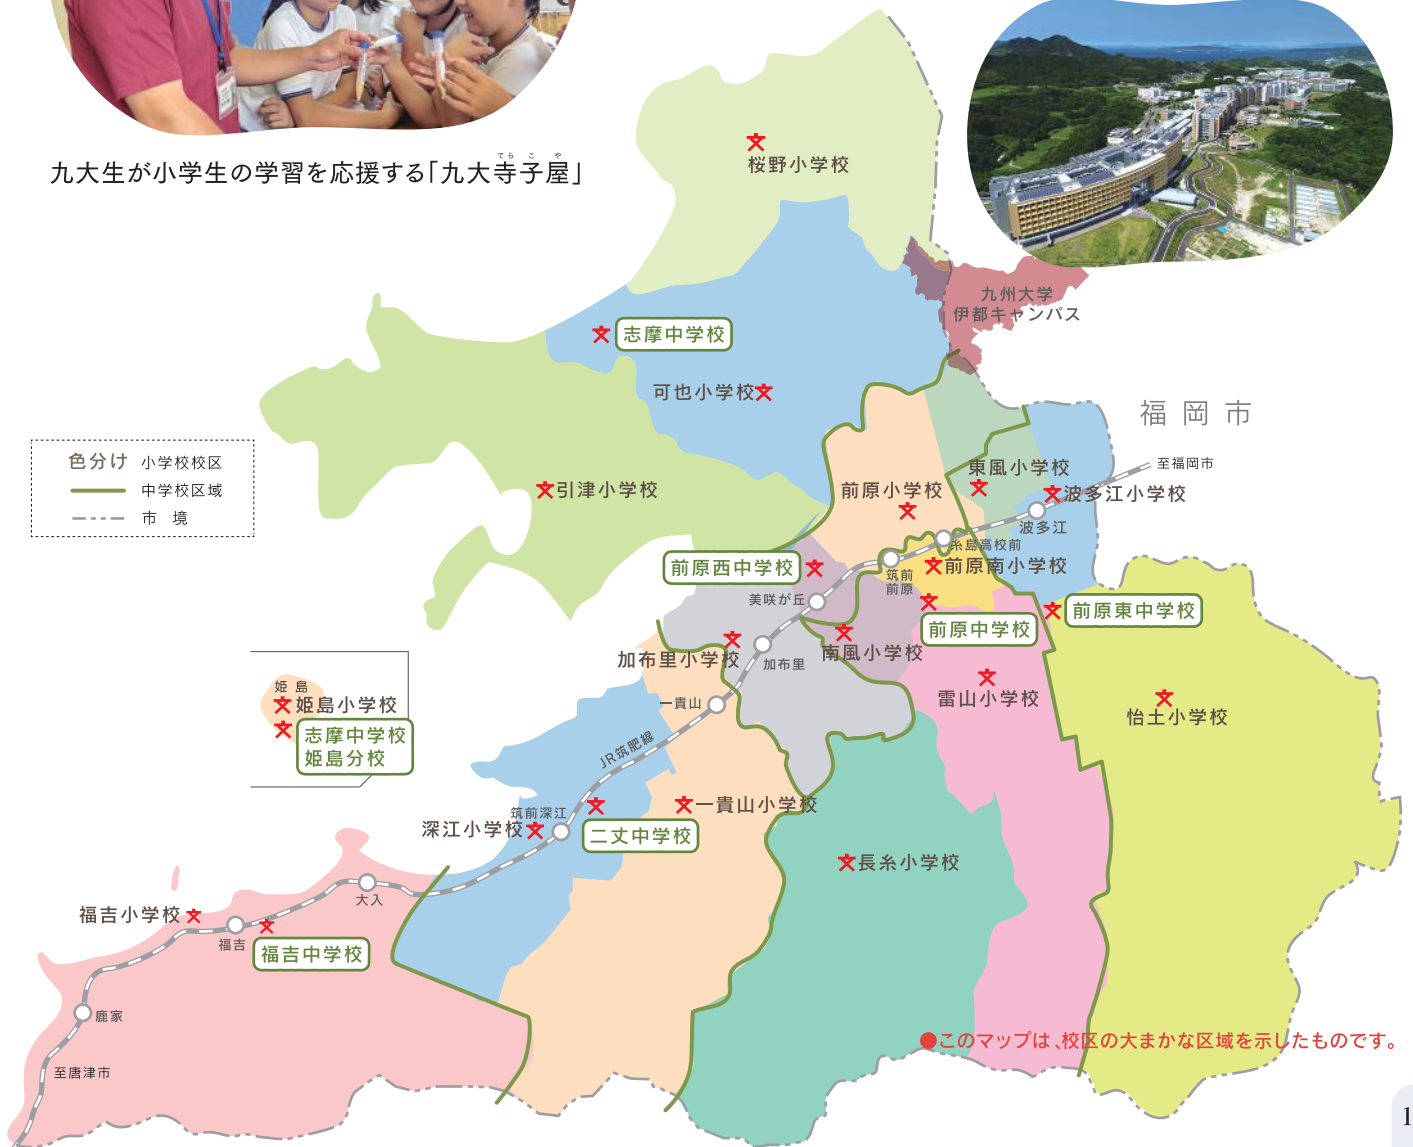 九大生が小学生の学習を応援する「九大寺子屋」
てら こ や
桜野小学校
九州大学
伊都キャンパス
志摩中学校
可也小学校
福岡市
色分け 小学校校区
中学校区域
市 境
至福岡市
東風小学校
引津小学校
前原小学校
波多江小学校
波多江
糸島高校前
前原西中学校
前原南小学校
筑前
前原
美咲が丘
前原東中学校
前原中学校
加布里小学校
加布里
南風小学校
姫 島
姫島小学校
志摩中学校
姫島分校
一貴山
雷山小学校
怡土小学校
JR筑肥線
一貴山小学校
筑前深江
深江小学校
二丈中学校
長糸小学校
大入
福吉小学校
福吉
福吉中学校
鹿家
至唐津市
●このマップは、校区の大まかな区域を示したものです。
1